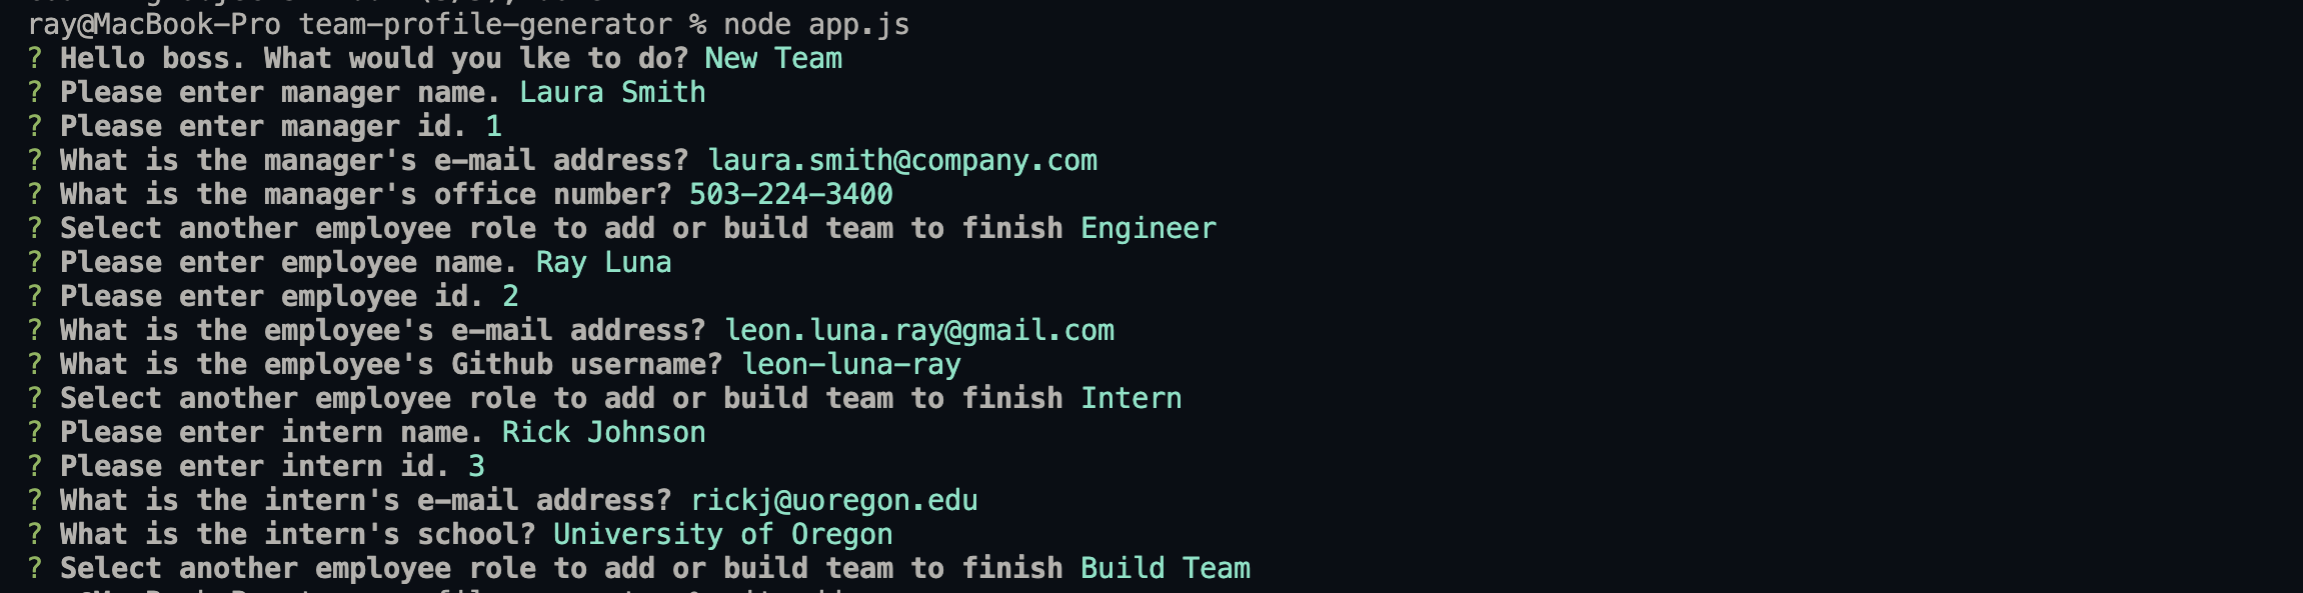 ray@MacBook-Pro team-profile-generator % node app.js
? Hello boss. What would you lke to do? New Team
? Please enter manager name. Laura Smith
? Please enter manager id. 1
? What is the manager's e-mail address? laura.smith@company.com
? What is the manager's office number? 503-224-3400
? Select another employee role to add or build team to finish Engineer
? Please enter employee name. Ray Luna
? Please enter employee id. 2
? What is the employee's e-mail address? leon.luna.ray@gmail.com
? What is the employee's Github username? leon-luna-ray
? Select another employee role to add or build team to finish Intern
? Please enter intern name. Rick Johnson
? Please enter intern id. 3
? What is the intern's e-mail address? rickj@uoregon.edu
? What is the intern's school? University of Oregon
? Select another employee role to add or build team to finish Build Team